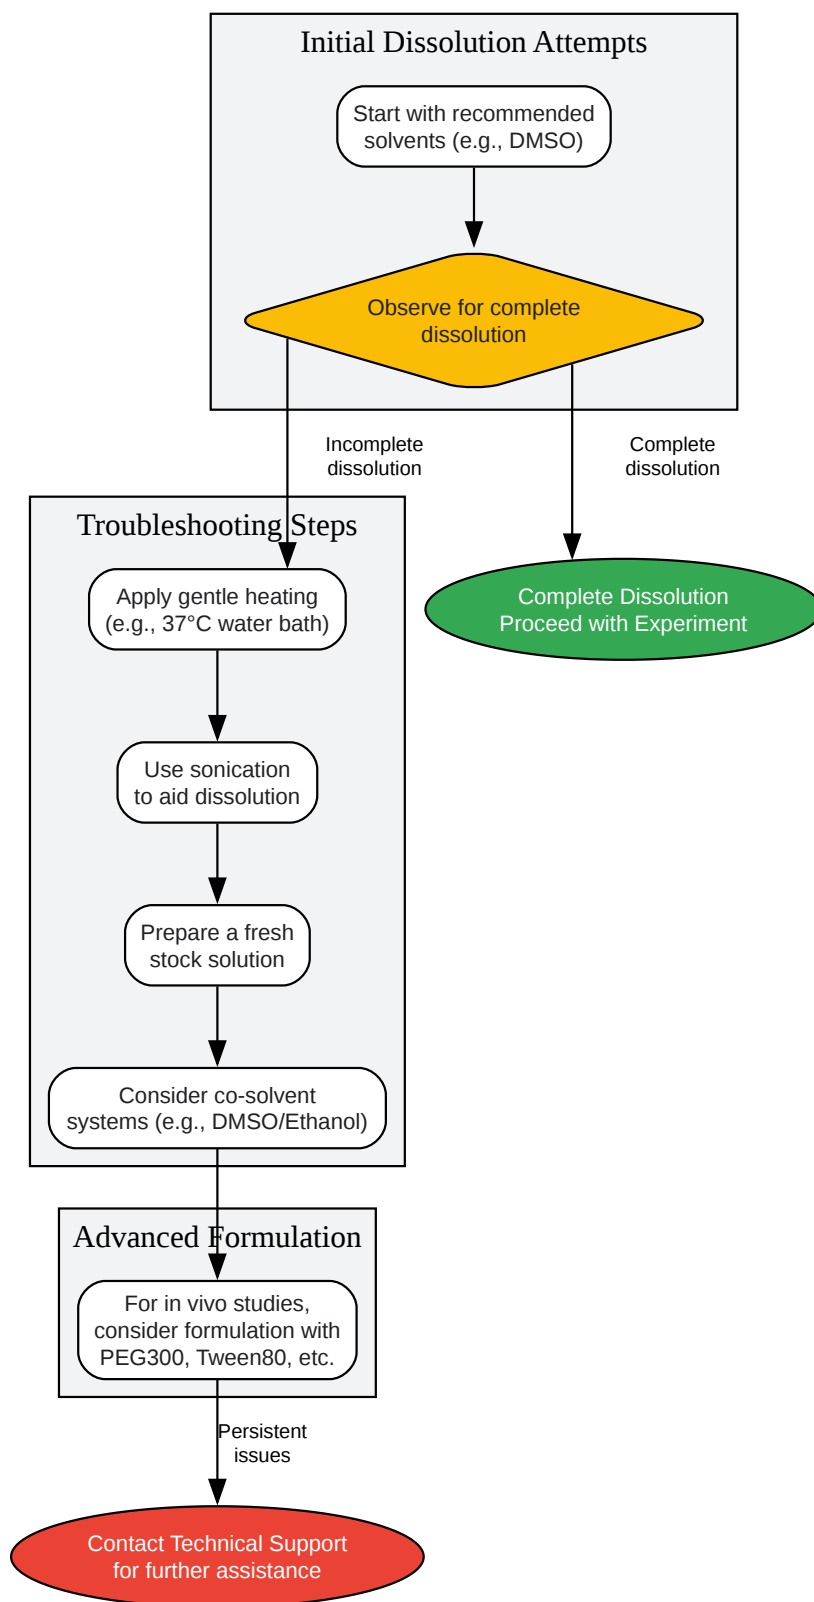 Initial Dissolution Attempts
Start with recommended
solvents (e.g., DMSO)
Observe for complete
dissolution
Incomplete
dissolution
Complete
dissolution
Troubleshooting Steps
Apply gentle heating
(e.g., 37°C water bath)
Complete Dissolution
Proceed with Experiment
Use sonication
to aid dissolution
Prepare a fresh
stock solution
Consider co-solvent
systems (e.g., DMSO/Ethanol)
Advanced Formulation
For in vivo studies,
consider formulation with
PEG300, Tween80, etc.
Persistent
issues
Contact Technical Support
for further assistance